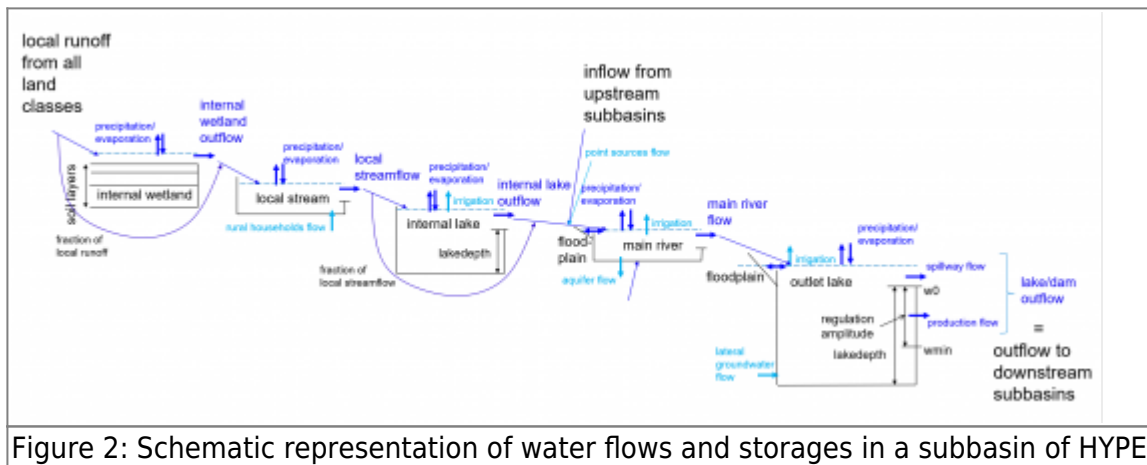 local runoff
from all
land
classes
precipitation/
evaporation
internal
wetland
outflow
soil layers
internal wetland
fraction of
local runoff
precipitation/
evaporation
local
streamflow
local stream
rural households flow
precipitation/
evaporation
irrigation
internal lake
outflow
internal lake
lakedepth
fraction of
local streamflow
inflow from
upstream
subbasins
point sources flow
precipitation/
evaporation
irrigation
flood-
plain
main river
aquifer flow
main river
flow
precipitation/
evaporation
irrigation
floodplain
outlet lake
spillway flow
w0
regulation
amplitude
production flow
lakedepth
wmin
lateral
groundwater
flow
lake/dam
outflow
=
outflow to
downstream
subbasins
Figure 2: Schematic representation of water flows and storages in a subbasin of HYPE